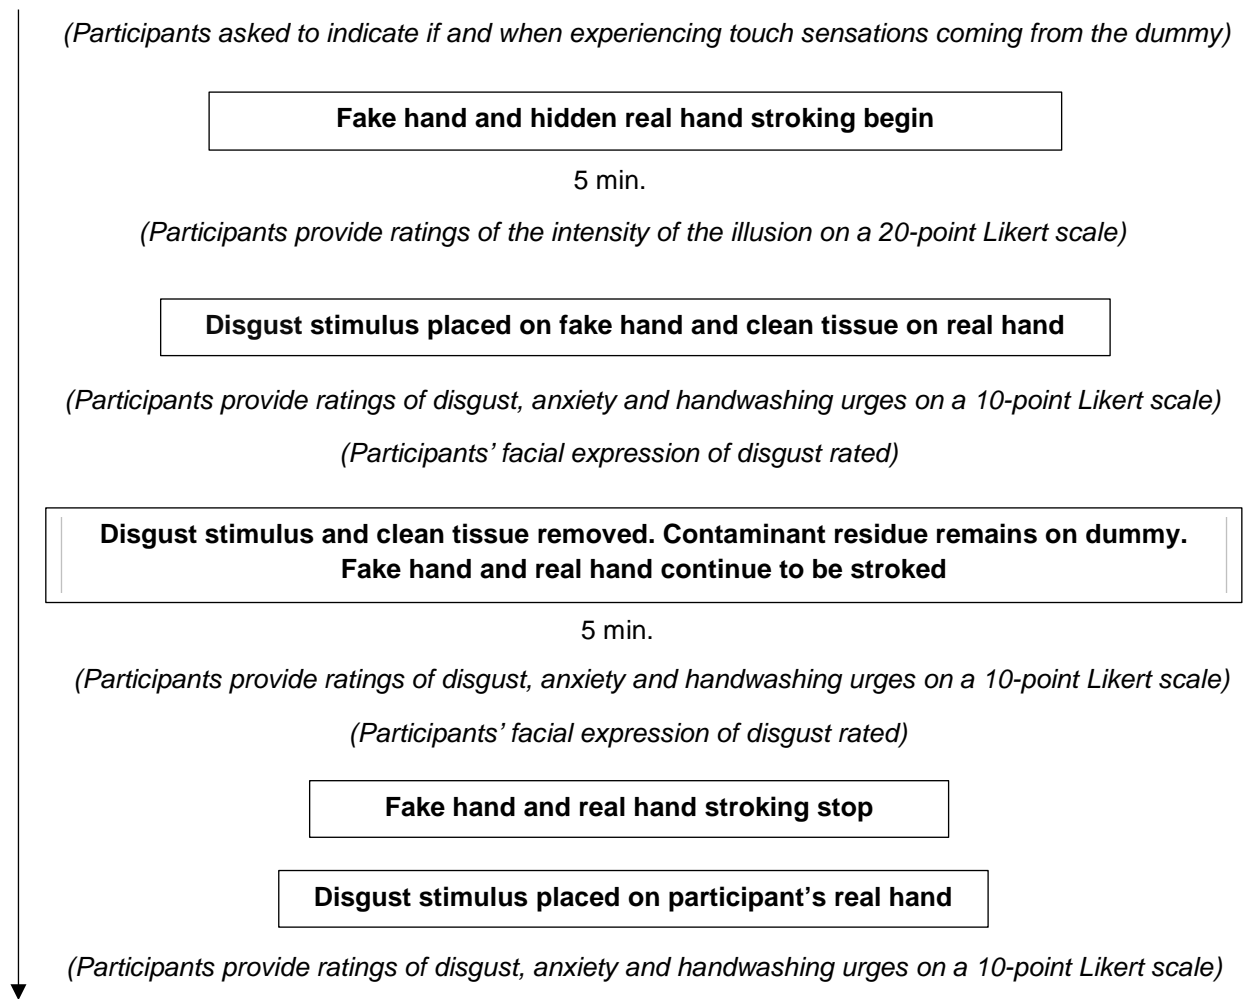 (Participants asked to indicate if and when experiencing touch sensations coming from the dummy)
Fake hand and hidden real hand stroking begin
5 min.
(Participants provide ratings of the intensity of the illusion on a 20-point Likert scale)
Disgust stimulus placed on fake hand and clean tissue on real hand
(Participants provide ratings of disgust, anxiety and handwashing urges on a 10-point Likert scale)
(Participants’ facial expression of disgust rated)
Disgust stimulus and clean tissue removed. Contaminant residue remains on dummy.
Fake hand and real hand continue to be stroked
5 min.
(Participants provide ratings of disgust, anxiety and handwashing urges on a 10-point Likert scale)
(Participants’ facial expression of disgust rated)
Fake hand and real hand stroking stop
Disgust stimulus placed on participant’s real hand
(Participants provide ratings of disgust, anxiety and handwashing urges on a 10-point Likert scale)